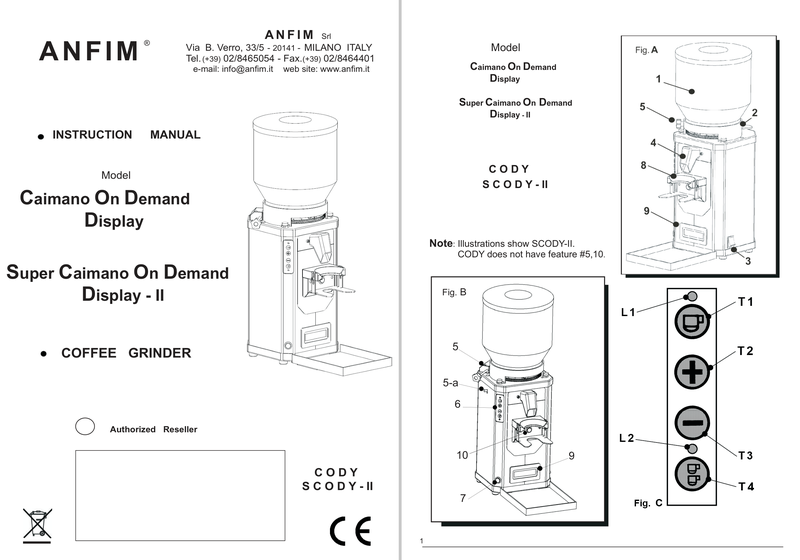 ANFIM®
ANFIM Srl
Via B. Verro, 33/5 - 20141 - MILANO ITALY
Tel.(+39) 02/8465054 - Fax.(+39) 02/8464401
e-mail: info@anfim.it web site: www.anfim.it
• INSTRUCTION MANUAL
Model
Caimano On Demand
Display
Super Caimano On Demand
Display - II
• COFFEE GRINDER
Authorized Reseller
CODY
SCODY-II
CE
Model
Caimano On Demand
Display
Super Caimano On Demand
Display - II
CODY
SCODY-II
Note: Illustrations show SCODY-II.
CODY does not have feature #5,10.
Fig. A
1
5
2
4
8
9
3
Fig. B
5
5-a
6
10
9
7
L1
T1
T2
L2
T3
T4
Fig. C
1